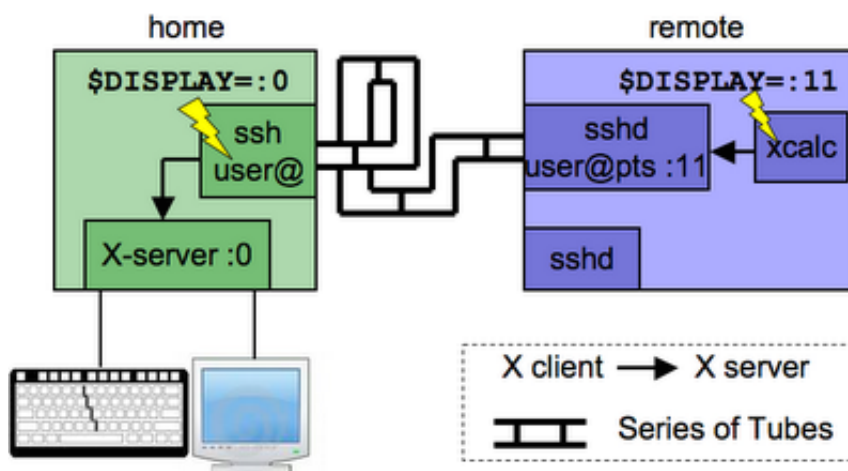 home
remote
$DISPLAY=:0
$DISPLAY=:11
ssh
user@
sshd
user@pts :11
xcalc
X-server :0
sshd
X client
X server
Series of Tubes